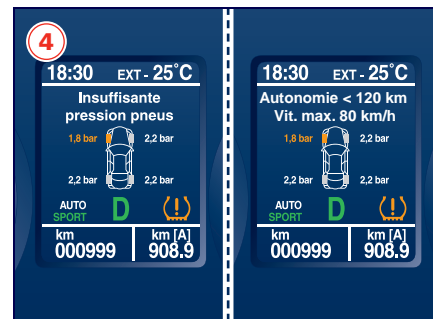 4
18:30 EXT - 25°C
Insuffisante
pression pneus
1,8 bar 2,2 bar
2,2 bar 2,2 bar
AUTO
SPORT D (!)
km km [A]
000999 908.9
18:30 EXT - 25°C
Autonomie < 120 km
Vit. max. 80 km/h
1,8 bar 2,2 bar
2,2 bar 2,2 bar
AUTO
SPORT D (!)
km km [A]
000999 908.9